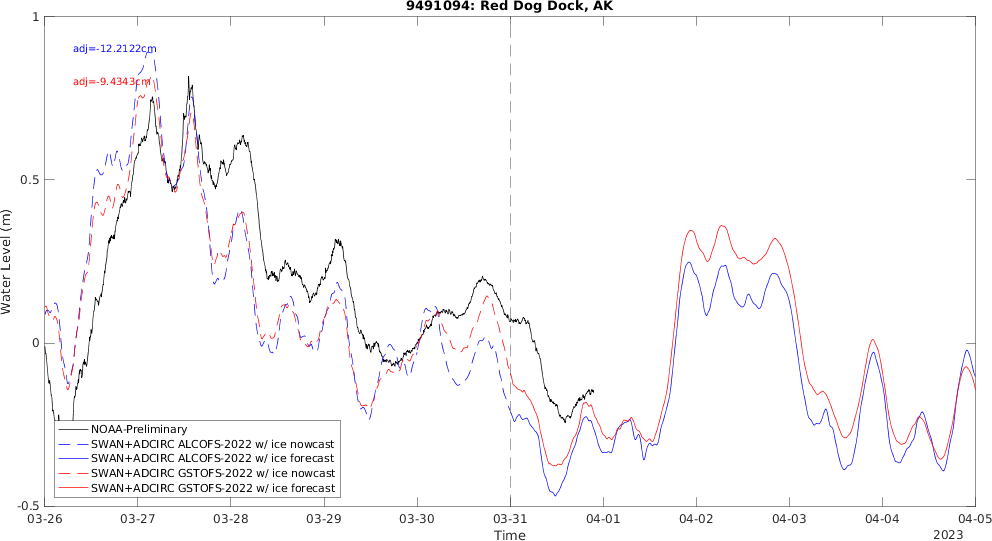 9491094: Red Dog Dock, AK
adj=-12.2122cm
adj=-9.4343cm
Water Level (m)
1
0.5
0
-0.5
NOAA-Preliminary
SWAN+ADCIRC ALCOFS-2022 w/ ice nowcast
SWAN+ADCIRC ALCOFS-2022 w/ ice forecast
SWAN+ADCIRC GSTOFS-2022 w/ ice nowcast
SWAN+ADCIRC GSTOFS-2022 w/ ice forecast
03-26 03-27 03-28 03-29 03-30 03-31 04-01 04-02 04-03 04-04 04-05
Time
2023